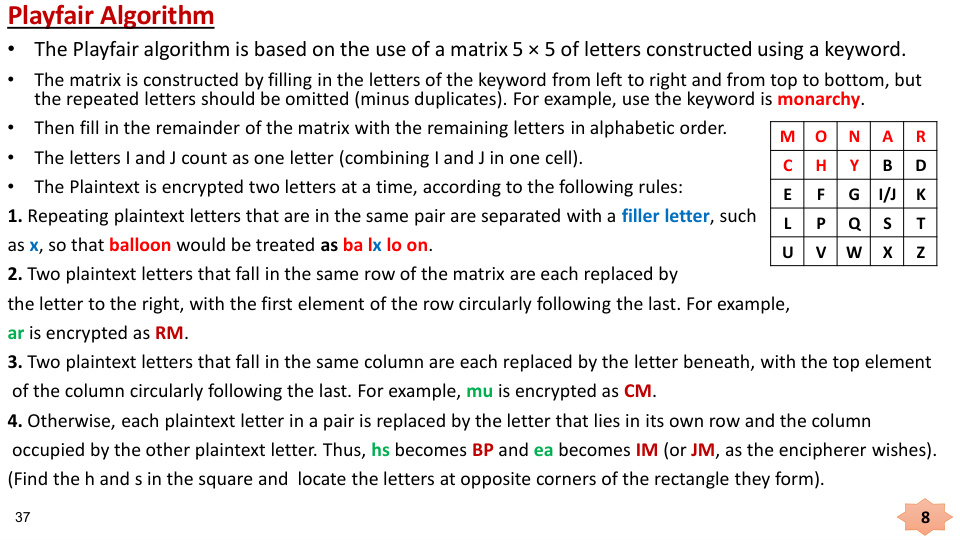 Playfair Algorithm
• The Playfair algorithm is based on the use of a matrix 5 × 5 of letters constructed using a keyword.
• The matrix is constructed by filling in the letters of the keyword from left to right and from top to bottom, but
the repeated letters should be omitted (minus duplicates). For example, use the keyword is monarchy.
• Then fill in the remainder of the matrix with the remaining letters in alphabetic order.
• The letters I and J count as one letter (combining I and J in one cell).
• The Plaintext is encrypted two letters at a time, according to the following rules:
M O N A R
C H Y B D
E F G I/J K
L P Q S T
U V W X Z
1. Repeating plaintext letters that are in the same pair are separated with a filler letter, such
as x, so that balloon would be treated as ba lx lo on.
2. Two plaintext letters that fall in the same row of the matrix are each replaced by
the letter to the right, with the first element of the row circularly following the last. For example,
ar is encrypted as RM.
3. Two plaintext letters that fall in the same column are each replaced by the letter beneath, with the top element
of the column circularly following the last. For example, mu is encrypted as CM.
4. Otherwise, each plaintext letter in a pair is replaced by the letter that lies in its own row and the column
occupied by the other plaintext letter. Thus, hs becomes BP and ea becomes IM (or JM, as the encipherer wishes).
(Find the h and s in the square and locate the letters at opposite corners of the rectangle they form).
37
8